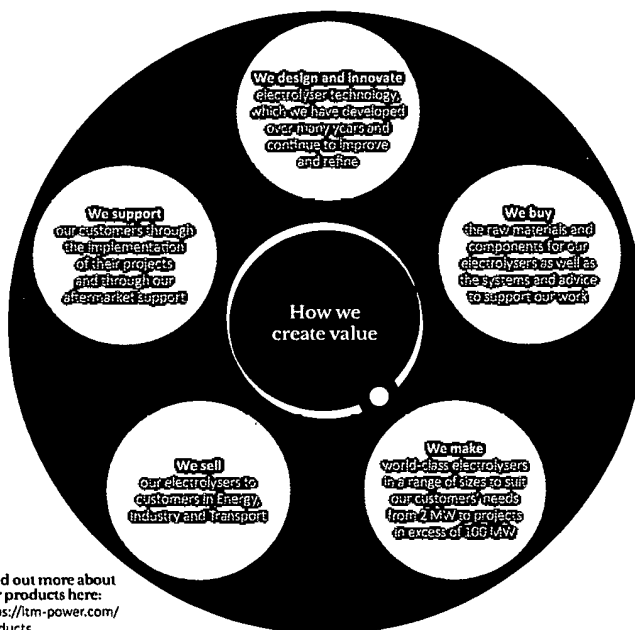 We design and innovate
electrolyser technology,
which we have developed
over many years and
continue to improve
and refine
We support
our customers through
the implementation
of their projects
and through our
aftermarket support
We buy
the raw materials and
components for our
electrolysers as well as
the systems and advice
to support our work
How we
create value
We sell
our electrolysers to
customers in Energy,
Industry and Transport
We make
world-class electrolysers
in a range of sizes to suit
our customers' needs
from 2 MW to projects
in excess of 100 MW
d out more about
r products here:
s://itm-power.com/
ducts